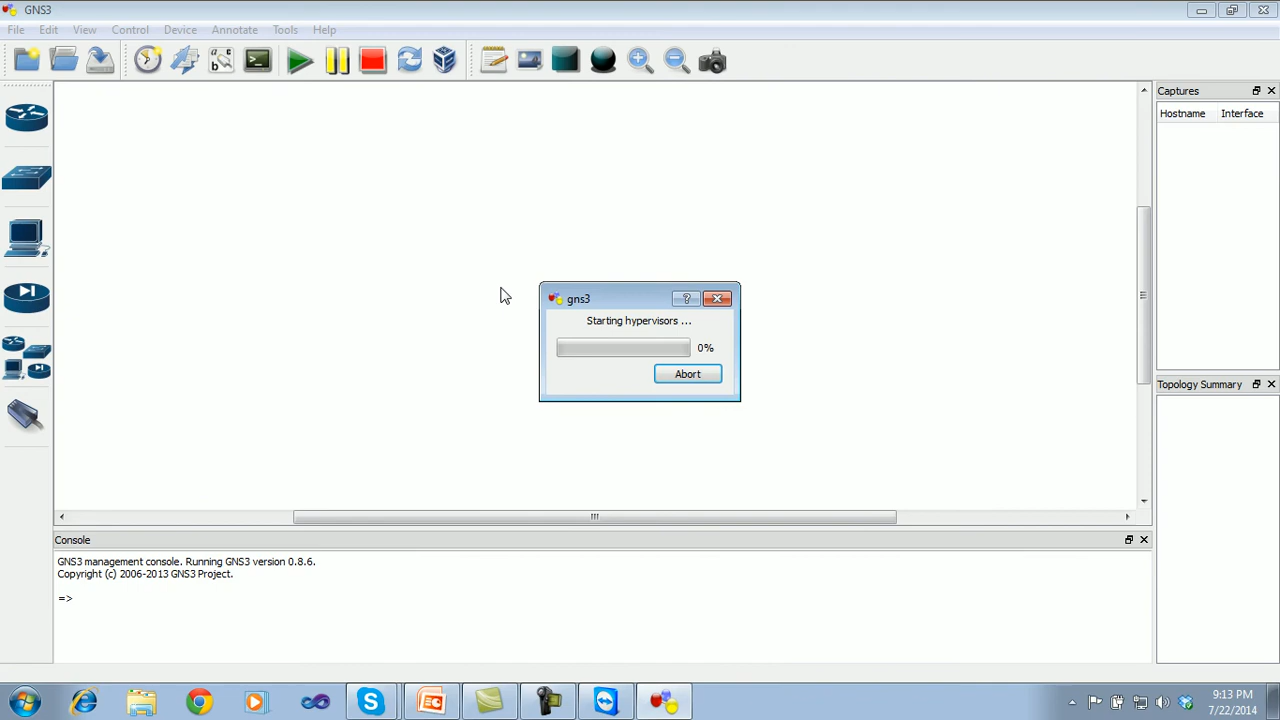 GNS3
File Edit View Control Device Annotate Tools Help
Captures
Hostname Interface
gns3
Starting hypervisors ...
0%
Abort
Topology Summary
Console
GNS3 management console. Running GNS3 version 0.8.6.
Copyright (c) 2006-2013 GNS3 Project.
=>
9:13 PM
7/22/2014